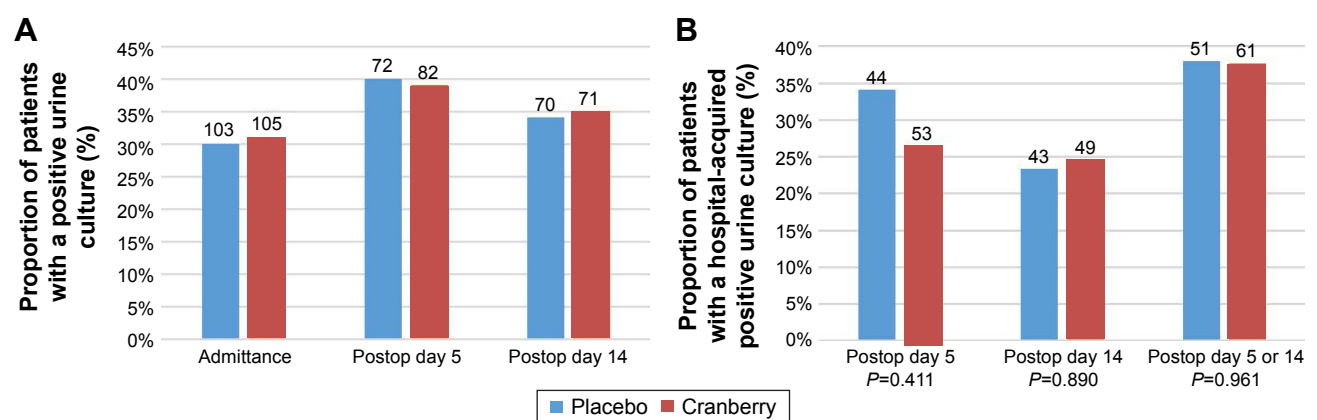 A
Proportion of patients
with a positive urine
culture (%)
45%
40%
35%
30%
25%
20%
15%
10%
5%
0%
103
105
72
82
70
71
Admittance
Postop day 5
Postop day 14
B
Proportion of patients
with a hospital-acquired
positive urine culture (%)
40%
35%
30%
25%
20%
15%
10%
5%
0%
44
53
43
49
51
61
Postop day 5
P=0.411
Postop day 14
P=0.890
Postop day 5 or 14
P=0.961
Placebo
Cranberry